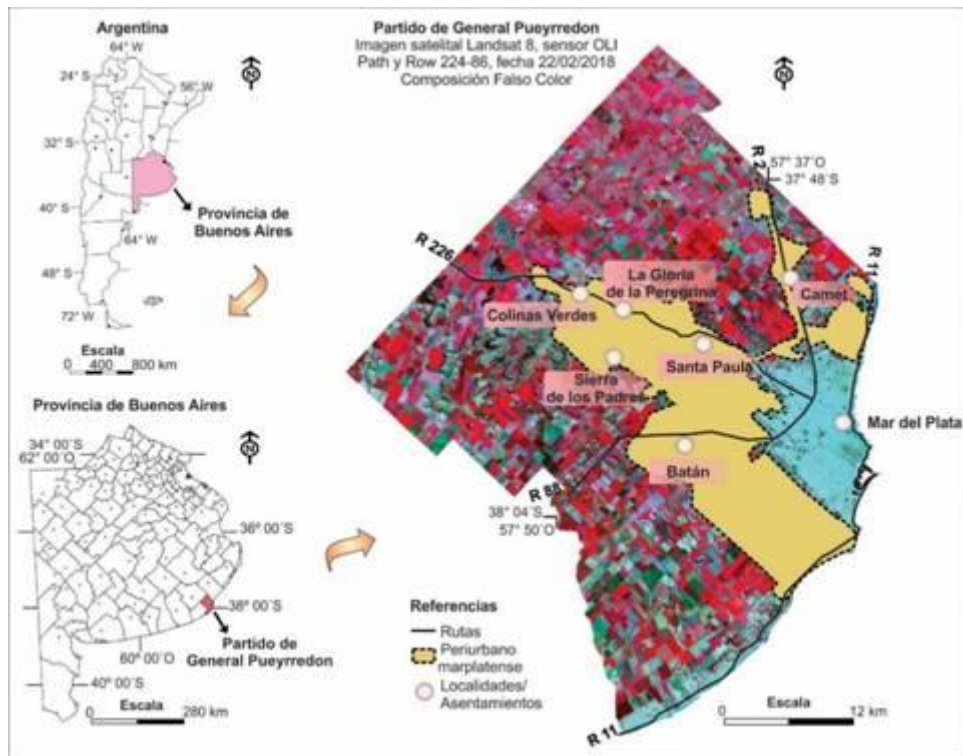 Argentina
64° W
24° S
56° W
32° S
40° S
Provincia de
Buenos Aires
64° W
48° S
72° W
Escala
0 400 800 km
Provincia de Buenos Aires
34° 00´S
62° 00´O
36° 00´S
38° 00´S
Partido de
General Pueyrredon
60° 00´O
40° 00´S
Escala
0 280 km
Partido de General Pueyrredon
Imagen satelital Landsat 8, sensor OLI
Path y Row 224-86, fecha 22/02/2018
Composición Falso Color
R 2
57° 37´O
37° 48´S
R 226
R 11
La Gloria
de la Peregrina
Camet
Colinas Verdes
Santa Paula
Sierra
de los Padres
Mar del Plata
Batán
R 88
38° 04´S
57° 50´O
Referencias
Rutas
Periurbano
marplatense
Localidades/
Asentamientos
R 11
Escala
0 12 km
N
N
N